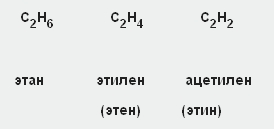 C₂H₆ C₂H₄ C₂H₂
этан этилен ацетилен
(этен) (этин)